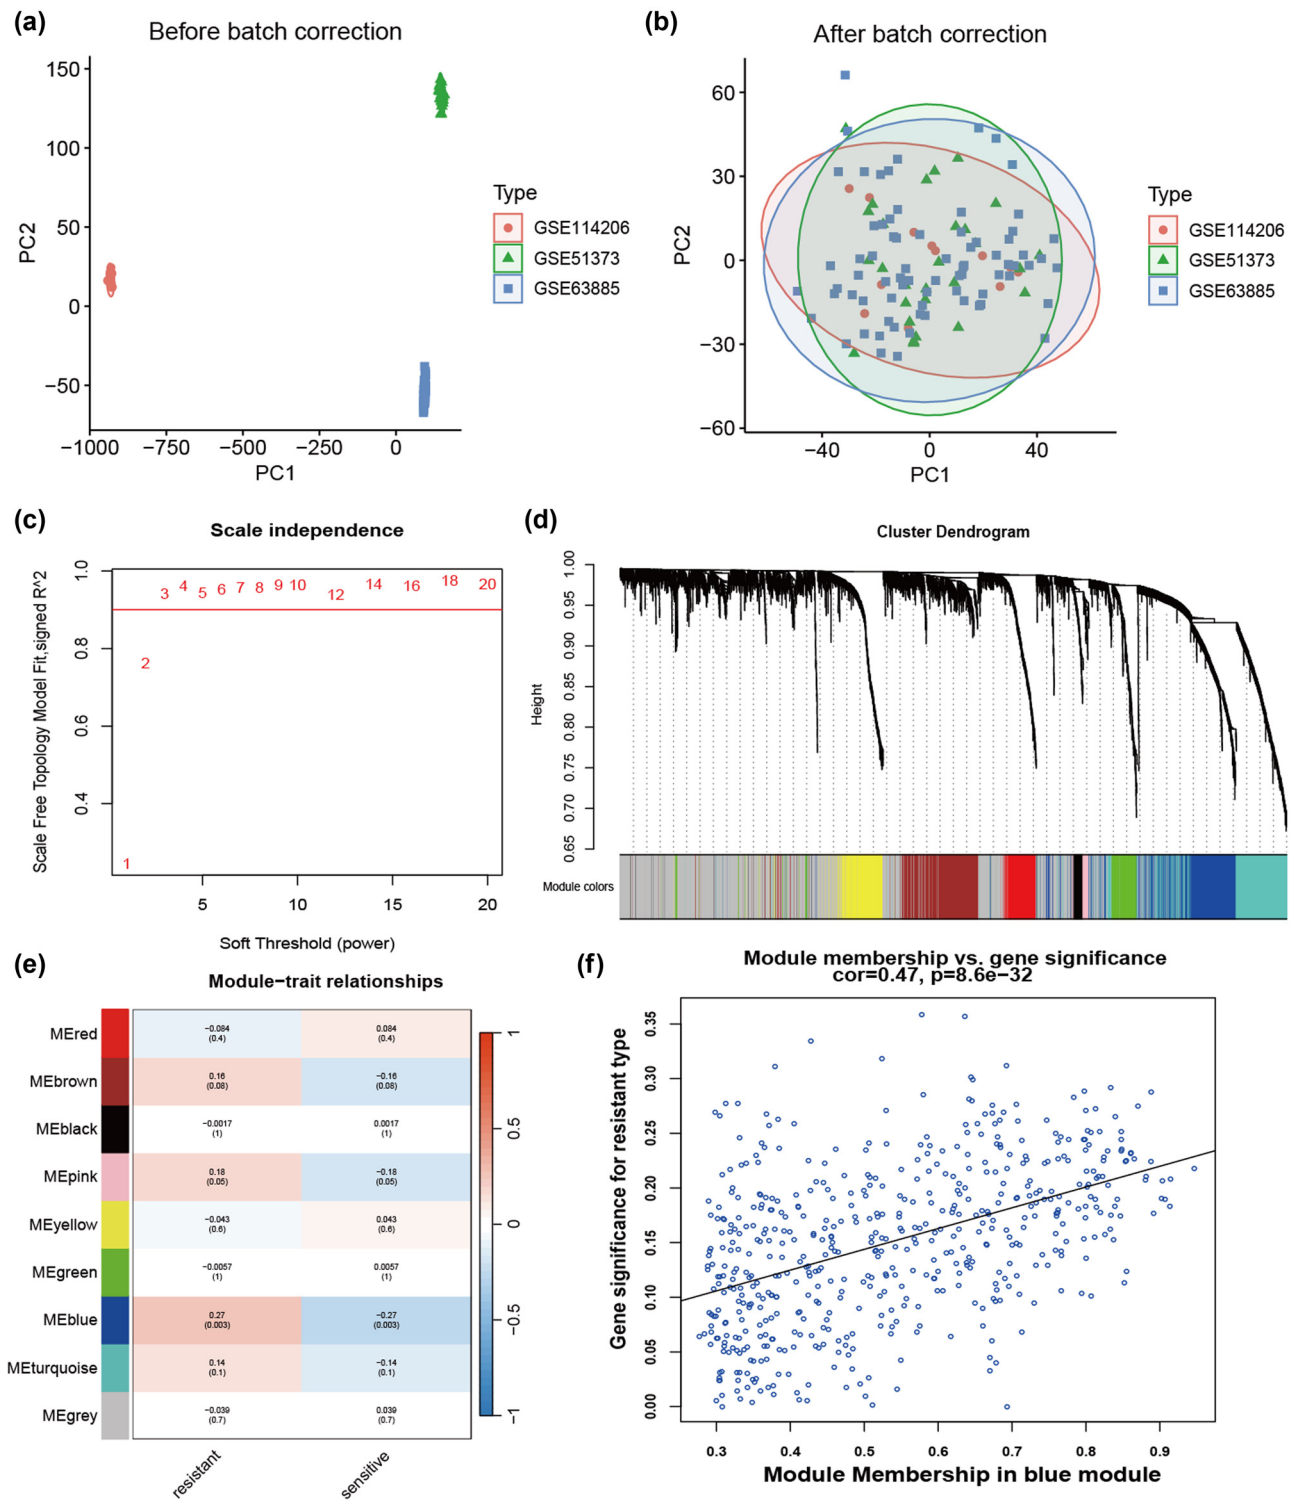 (a)
Before batch correction
150
100
50
0
−50
PC2
−1000 −750 −500 −250 0
PC1
Type
GSE114206
GSE51373
GSE63885
(b)
After batch correction
60
30
0
−30
−60
PC2
−40 0 40
PC1
Type
GSE114206
GSE51373
GSE63885
(c)
Scale independence
Scale Free Topology Model Fit,signed R^2
1.0
0.8
0.6
0.4
1 2 3 4 5 6 7 8 9 10 12 14 16 18 20
5 10 15 20
Soft Threshold (power)
(d)
Cluster Dendrogram
Height
1.00
0.95
0.90
0.85
0.80
0.75
0.70
0.65
Module colors
(e)
Module−trait relationships
MEred −0.084 0.084
(0.4) (0.4)
MEbrown 0.16 −0.16
(0.08) (0.08)
MEblack −0.0017 0.0017
(1) (1)
MEpink 0.18 −0.18
(0.05) (0.05)
MEyellow −0.043 0.043
(0.6) (0.6)
MEgreen −0.0057 0.0057
(1) (1)
MEblue 0.27 −0.27
(0.003) (0.003)
MEturquoise 0.14 −0.14
(0.1) (0.1)
MEgrey −0.039 0.039
(0.7) (0.7)
resistant
sensitive
1
0.5
0
−0.5
−1
(f)
Module membership vs. gene significance
cor=0.47, p=8.6e−32
Gene significance for resistant type
0.35
0.30
0.25
0.20
0.15
0.10
0.05
0.00
0.3 0.4 0.5 0.6 0.7 0.8 0.9
Module Membership in blue module